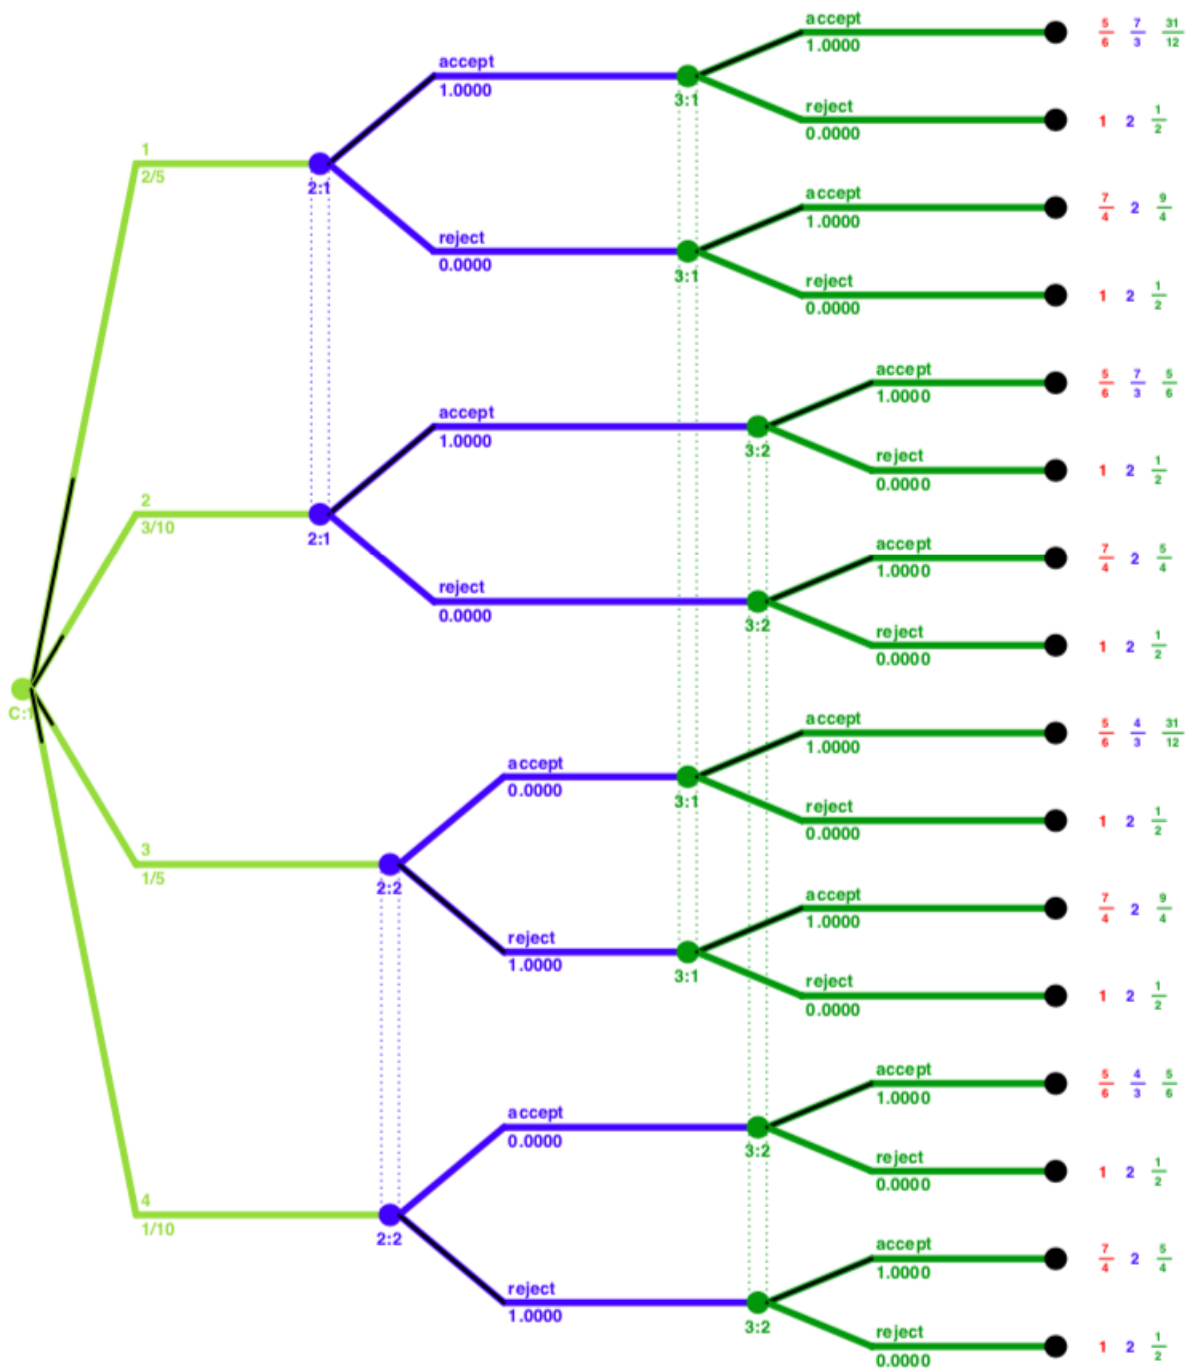 accept
1.0000
5/6 7/3 31/12
accept
1.0000
3:1
reject
0.0000
1 2 1/2
1
2/5
2:1
accept
1.0000
7/4 2 9/4
reject
0.0000
3:1
reject
0.0000
1 2 1/2
accept
1.0000
5/6 7/3 5/6
accept
1.0000
3:2
reject
0.0000
1 2 1/2
2
3/10
2:1
accept
1.0000
7/4 2 5/4
reject
0.0000
3:2
reject
0.0000
1 2 1/2
C:1
accept
1.0000
5/6 4/3 31/12
accept
0.0000
3:1
reject
0.0000
1 2 1/2
3
1/5
2:2
accept
1.0000
7/4 2 9/4
reject
1.0000
3:1
reject
0.0000
1 2 1/2
accept
1.0000
5/6 4/3 5/6
accept
0.0000
3:2
reject
0.0000
1 2 1/2
4
1/10
2:2
accept
1.0000
7/4 2 5/4
reject
1.0000
3:2
reject
0.0000
1 2 1/2